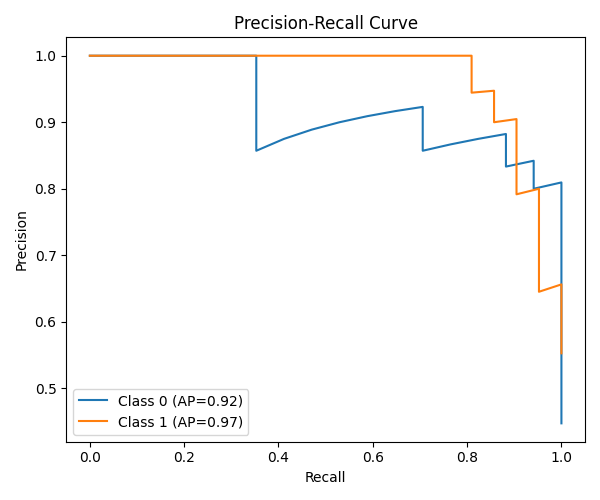 Precision-Recall Curve
1.0
0.9
0.8
0.7
0.6
0.5
Precision
Class 0 (AP=0.92)
Class 1 (AP=0.97)
0.0 0.2 0.4 0.6 0.8 1.0
Recall